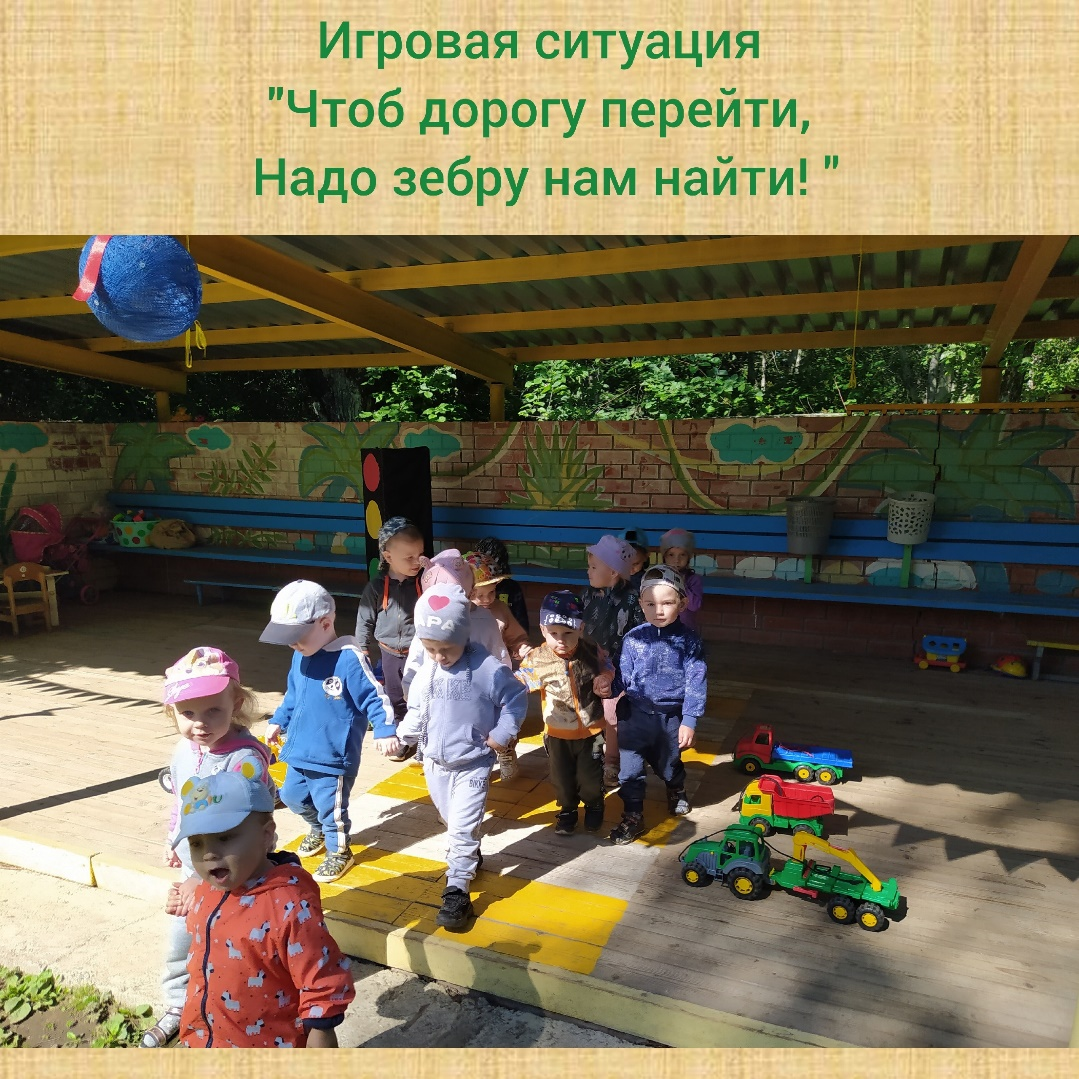 Игровая ситуация
"Чтоб дорогу перейти,
Надо зебру нам найти! "